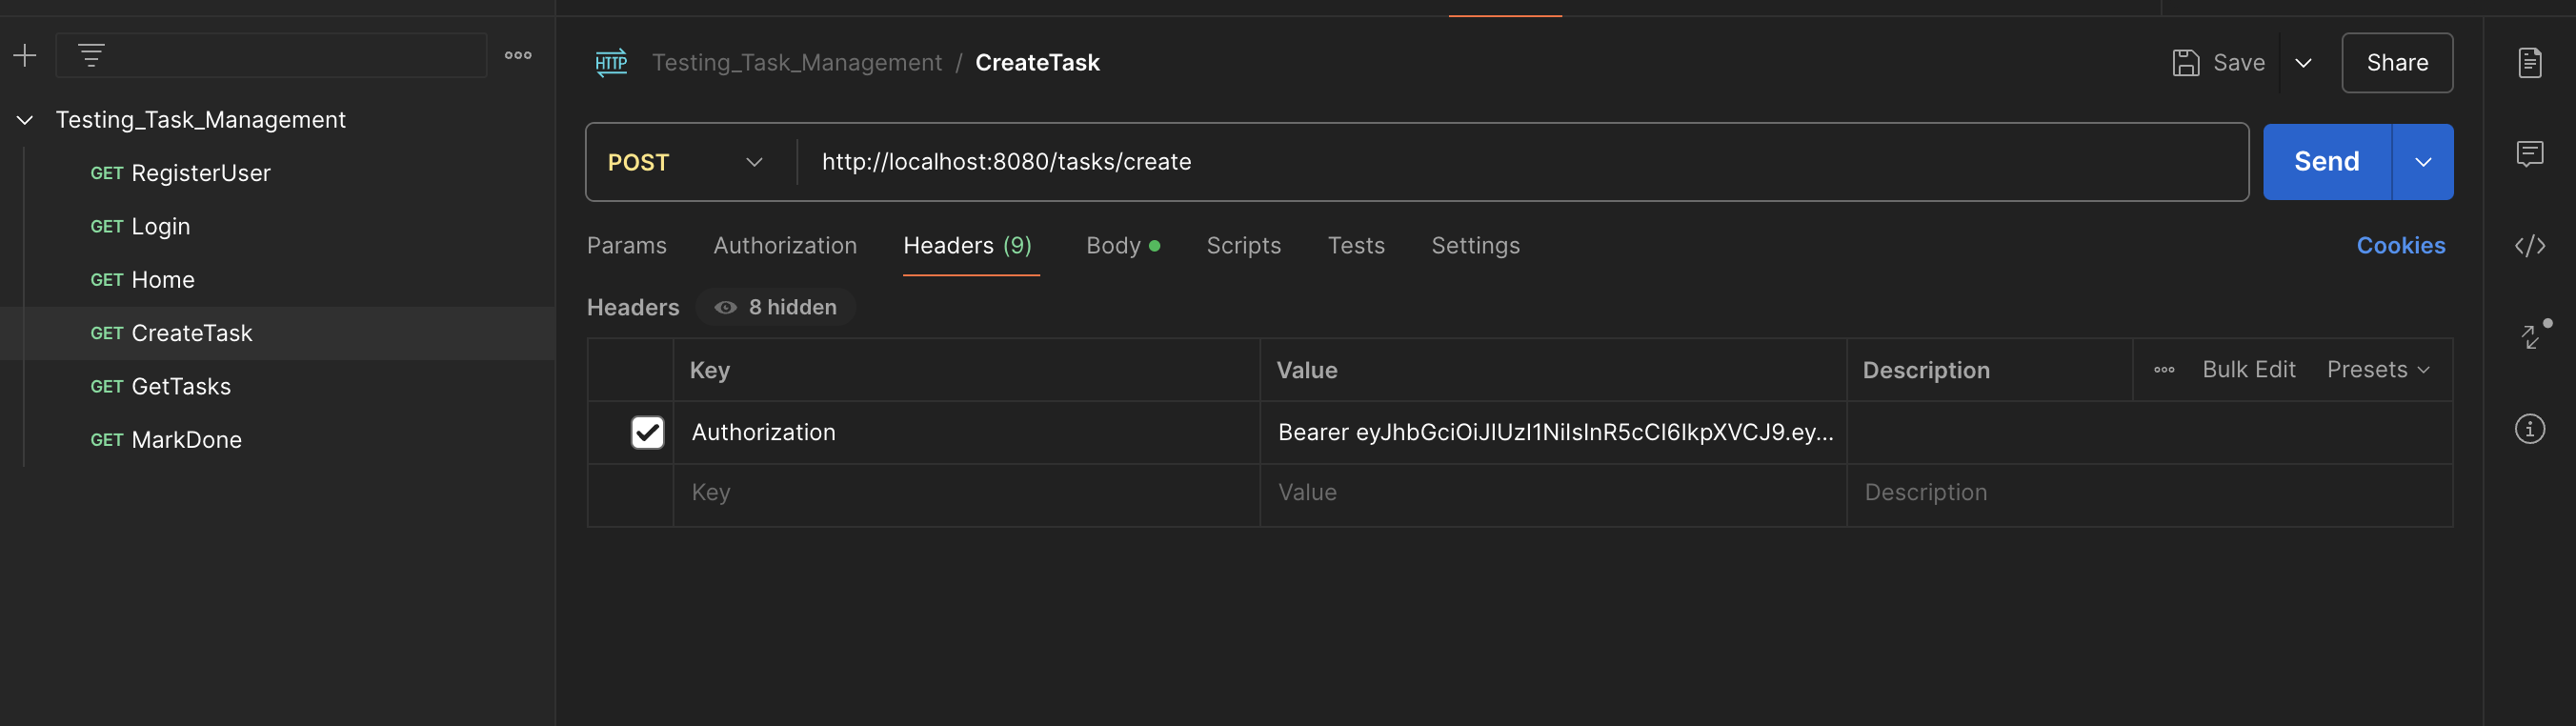 Testing_Task_Management
GET RegisterUser
GET Login
GET Home
GET CreateTask
GET GetTasks
GET MarkDone
HTTP Testing_Task_Management / CreateTask
Save
Share
POST http://localhost:8080/tasks/create
Send
Params Authorization Headers (9) Body Scripts Tests Settings
Cookies
Headers 8 hidden
Key Value Description Bulk Edit Presets
Authorization Bearer eyJhbGciOiJIUzI1NiIsInR5cCI6IkpXVCJ9.ey...
Key Value Description